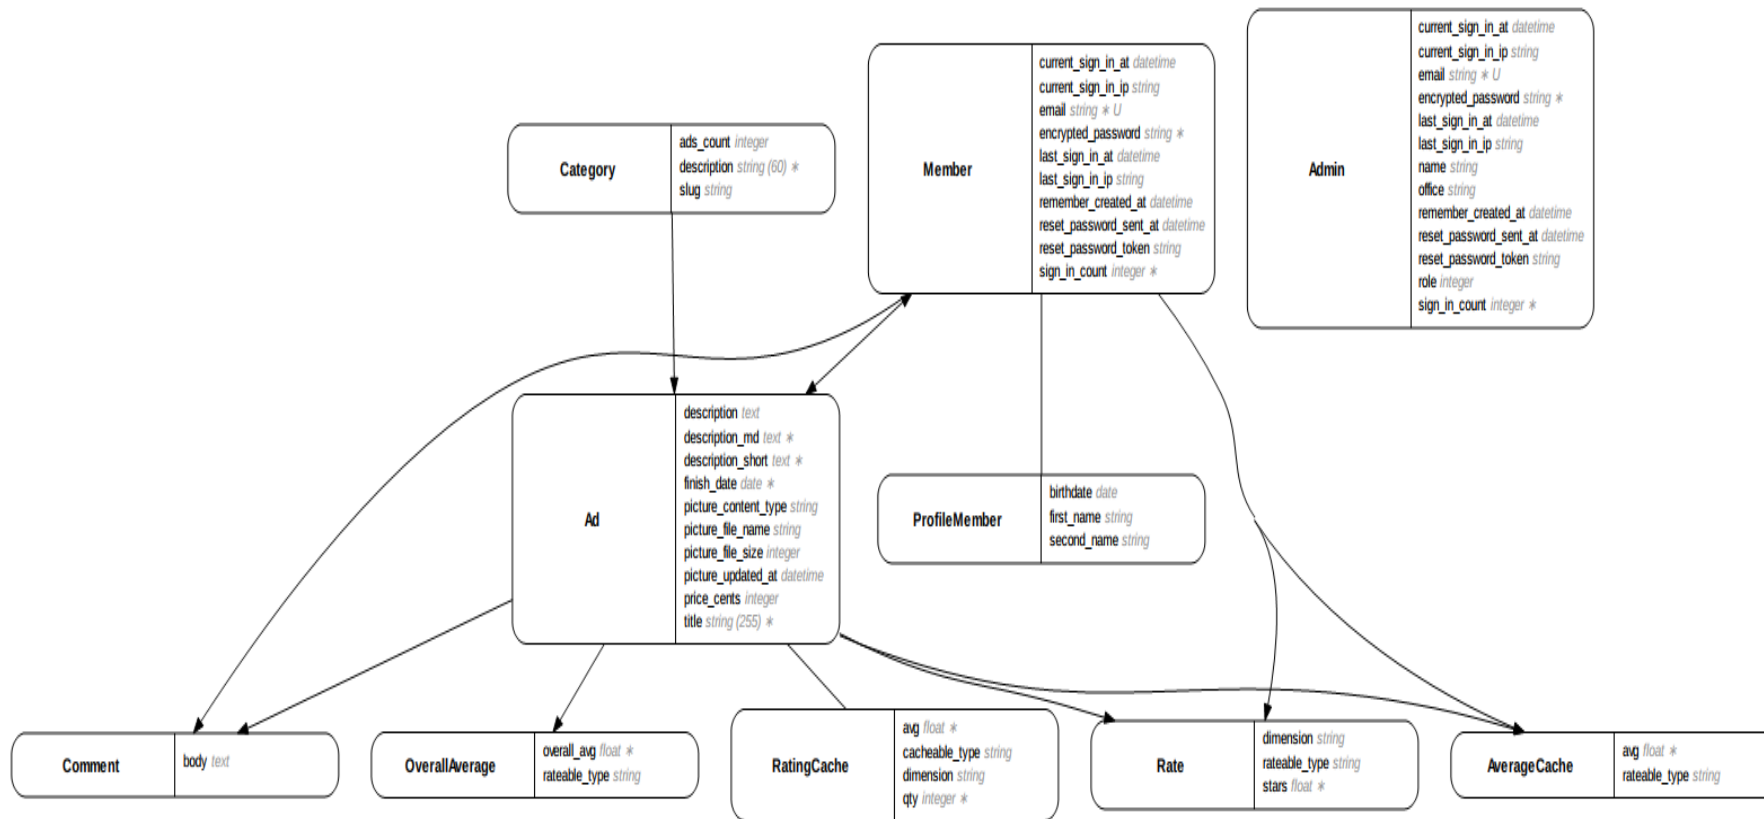 Category
ads_count integer
description string (60) *
slug string
Member
current_sign_in_at datetime
current_sign_in_ip string
email string * U
encrypted_password string *
last_sign_in_at datetime
last_sign_in_ip string
remember_created_at datetime
reset_password_sent_at datetime
reset_password_token string
sign_in_count integer *
Admin
current_sign_in_at datetime
current_sign_in_ip string
email string * U
encrypted_password string *
last_sign_in_at datetime
last_sign_in_ip string
name string
office string
remember_created_at datetime
reset_password_sent_at datetime
reset_password_token string
role integer
sign_in_count integer *
Ad
description text
description_md text *
description_short text *
finish_date date *
picture_content_type string
picture_file_name string
picture_file_size integer
picture_updated_at datetime
price_cents integer
title string (255) *
ProfileMember
birthdate date
first_name string
second_name string
Comment
body text
OverallAverage
overall_avg float *
rateable_type string
RatingCache
avg float *
cacheable_type string
dimension string
qty integer *
Rate
dimension string
rateable_type string
stars float *
AverageCache
avg float *
rateable_type string